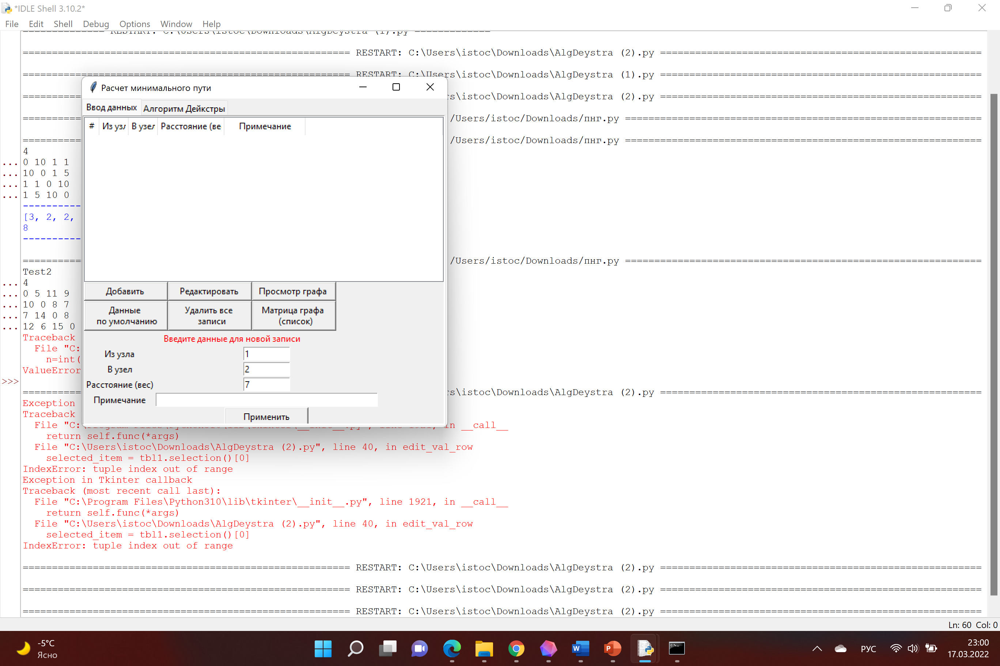 *IDLE Shell 3.10.2*
File Edit Shell Debug Options Window Help
============== RESTART: C:\Users\istoc\Downloads\AlgDeystra (1).py =============
======================================================== RESTART: C:\Users\istoc\Downloads\AlgDeystra (2).py =======================================================
======================================================== RESTART: C:\Users\istoc\Downloads\AlgDeystra (1).py =======================================================
========== rs\istoc\Downloads\AlgDeystra (2).py =======================================================
========== /Users/istoc/Downloads/пнг.py =============================================================
========== /Users/istoc/Downloads/пнг.py =============================================================
4
... 0 10 1 1
... 10 0 1 5
... 1 1 0 10
... 1 5 10 0
----------
[3, 2, 2,
8
----------
========== /Users/istoc/Downloads/пнг.py =============================================================
Test2
... 4
... 0 5 11 9
... 10 0 8 7
... 7 14 0 8
... 12 6 15 0
Traceback
File "C:
n=int(
ValueError
>>>
========== rs\istoc\Downloads\AlgDeystra (2).py =======================================================
Exception
Traceback
File "C:\Program Files\Python310\lib\tkinter\__init__.py", line 1921, in __call__
return self.func(*args)
File "C:\Users\istoc\Downloads\AlgDeystra (2).py", line 40, in edit_val_row
selected_item = tbl1.selection()[0]
IndexError: tuple index out of range
Exception in Tkinter callback
Traceback (most recent call last):
File "C:\Program Files\Python310\lib\tkinter\__init__.py", line 1921, in __call__
return self.func(*args)
File "C:\Users\istoc\Downloads\AlgDeystra (2).py", line 40, in edit_val_row
selected_item = tbl1.selection()[0]
IndexError: tuple index out of range
======================================================== RESTART: C:\Users\istoc\Downloads\AlgDeystra (2).py =======================================================
======================================================== RESTART: C:\Users\istoc\Downloads\AlgDeystra (2).py =======================================================
======================================================== RESTART: C:\Users\istoc\Downloads\AlgDeystra (2).py =======================================================
Расчет минимального пути
Ввод данных Алгоритм Дейкстры
# Из узл В узел Расстояние (ве Примечание
Добавить Редактировать Просмотр графа
Данные
по умолчанию
Удалить все
записи
Матрица графа
(список)
Введите данные для новой записи
Из узла 1
В узел 2
Расстояние (вес) 7
Примечание
Применить
Ln: 60 Col: 0
-5°C
Ясно
РУС
23:00
17.03.2022